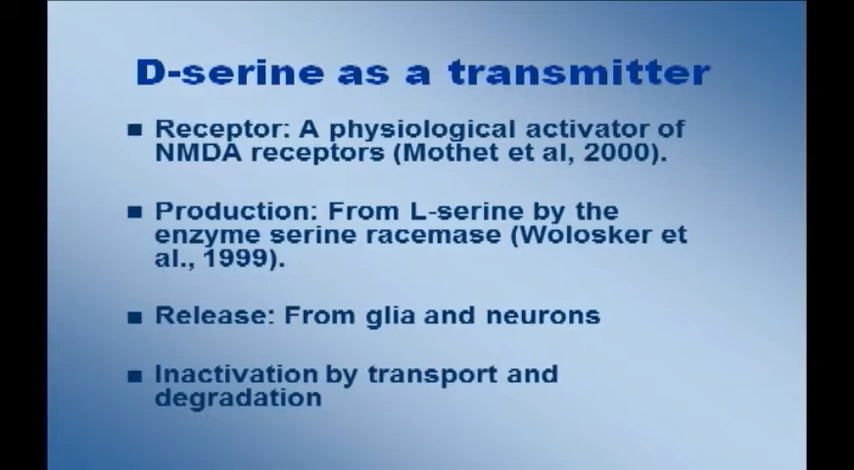 D-serine as a transmitter
■ Receptor: A physiological activator of
NMDA receptors (Mothet et al, 2000).
■ Production: From L-serine by the
enzyme serine racemase (Wolosker et
al., 1999).
■ Release: From glia and neurons
■ Inactivation by transport and
degradation